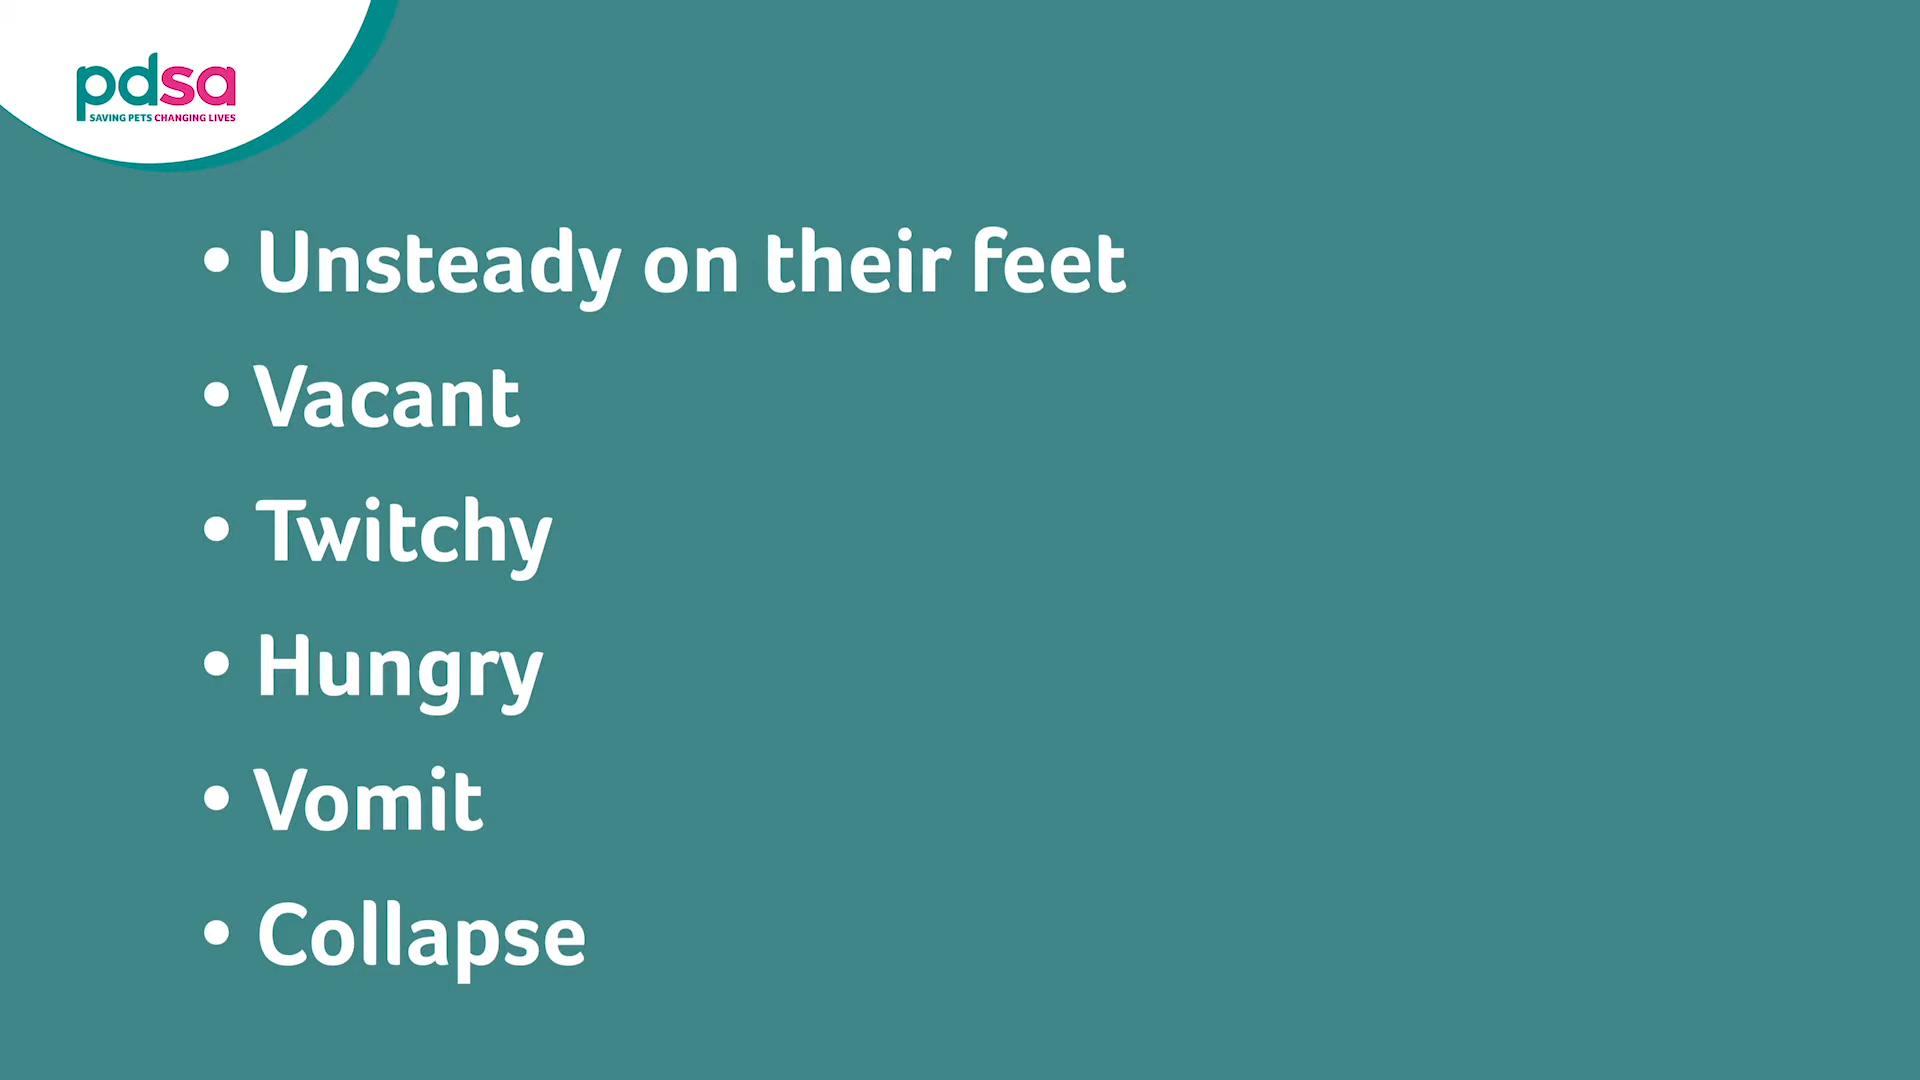 pdsa
SAVING PETS CHANGING LIVES
• Unsteady on their feet
• Vacant
• Twitchy
• Hungry
• Vomit
• Collapse